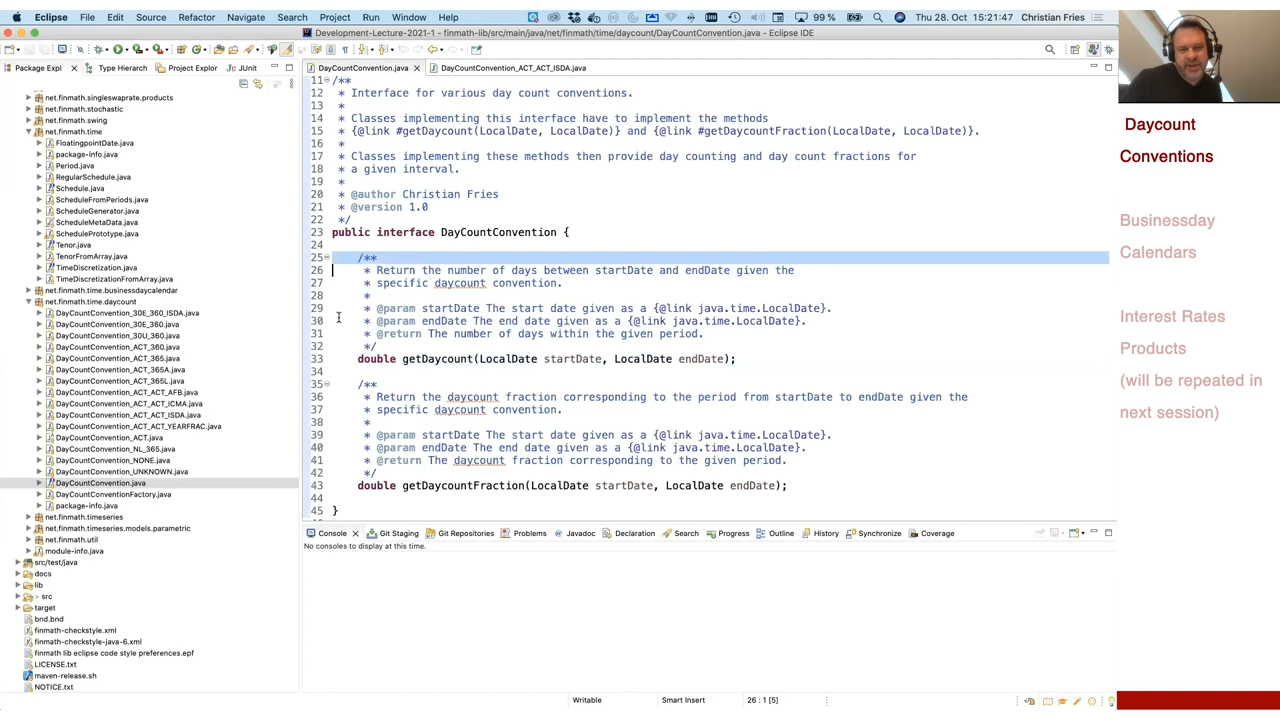 Eclipse File Edit Source Refactor Navigate Search Project Run Window Help 99 % Thu 28. Oct 15:21:47 Christian Fries
Development-Lecture-2021-1 - finmath-lib/src/main/java/net/finmath/time/daycount/DayCountConvention.java - Eclipse IDE
Package Expl Type Hierarch Project Explor JUnit
net.finmath.singleswaprate.products
net.finmath.stochastic
net.finmath.swing
net.finmath.time
FloatingpointDate.java
package-info.java
Period.java
RegularSchedule.java
Schedule.java
ScheduleFromPeriods.java
ScheduleGenerator.java
ScheduleMetaData.java
SchedulePrototype.java
Tenor.java
TenorFromArray.java
TimeDiscretization.java
TimeDiscretizationFromArray.java
net.finmath.time.businessdaycalendar
net.finmath.time.daycount
DayCountConvention_30E_360_ISDA.java
DayCountConvention_30E_360.java
DayCountConvention_30U_360.java
DayCountConvention_ACT_360.java
DayCountConvention_ACT_365.java
DayCountConvention_ACT_365A.java
DayCountConvention_ACT_365L.java
DayCountConvention_ACT_ACT_AFB.java
DayCountConvention_ACT_ACT_ICMA.java
DayCountConvention_ACT_ACT_ISDA.java
DayCountConvention_ACT_ACT_YEARFRAC.java
DayCountConvention_ACT.java
DayCountConvention_NL_365.java
DayCountConvention_NONE.java
DayCountConvention_UNKNOWN.java
DayCountConvention.java
DayCountConventionFactory.java
package-info.java
net.finmath.timeseries
net.finmath.timeseries.models.parametric
net.finmath.util
module-info.java
src/test/java
docs
lib
> src
target
bnd.bnd
finmath-checkstyle.xml
finmath-checkstyle-java-6.xml
finmath lib eclipse code style preferences.epf
LICENSE.txt
maven-release.sh
NOTICE.txt
DayCountConvention.java DayCountConvention_ACT_ACT_ISDA.java
11 /**
12 * Interface for various day count conventions.
13 *
14 * Classes implementing this interface have to implement the methods
15 * {@link #getDaycount(LocalDate, LocalDate)} and {@link #getDaycountFraction(LocalDate, LocalDate)}.
16 *
17 * Classes implementing these methods then provide day counting and day count fractions for
18 * a given interval.
19 *
20 * @author Christian Fries
21 * @version 1.0
22 */
23 public interface DayCountConvention {
24
25 /**
26 * Return the number of days between startDate and endDate given the
27 * specific daycount convention.
28 *
29 * @param startDate The start date given as a {@link java.time.LocalDate}.
30 * @param endDate The end date given as a {@link java.time.LocalDate}.
31 * @return The number of days within the given period.
32 */
33 double getDaycount(LocalDate startDate, LocalDate endDate);
34
35 /**
36 * Return the daycount fraction corresponding to the period from startDate to endDate given the
37 * specific daycount convention.
38 *
39 * @param startDate The start date given as a {@link java.time.LocalDate}.
40 * @param endDate The end date given as a {@link java.time.LocalDate}.
41 * @return The daycount fraction corresponding to the given period.
42 */
43 double getDaycountFraction(LocalDate startDate, LocalDate endDate);
44
45 }
Console Git Staging Git Repositories Problems Javadoc Declaration Search Progress Outline History Synchronize Coverage
No consoles to display at this time.
Writable Smart Insert 26 : 1 [5]
Daycount
Conventions
Businessday
Calendars
Interest Rates
Products
(will be repeated in
next session)